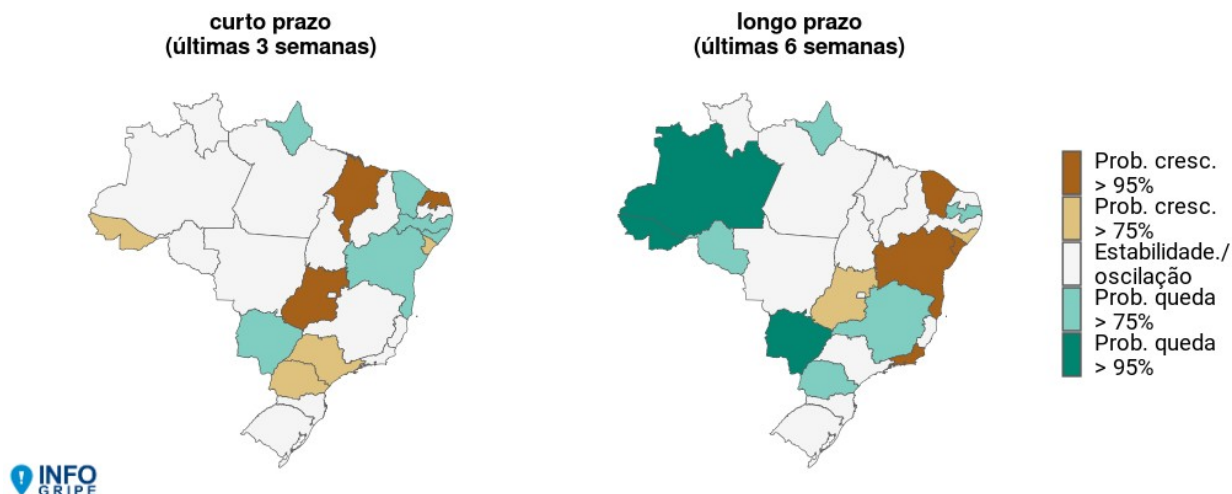 curto prazo
(últimas 3 semanas)
longo prazo
(últimas 6 semanas)
Prob. cresc.
> 95%
Prob. cresc.
> 75%
Estabilidade./
oscilação
Prob. queda
> 75%
Prob. queda
> 95%
INFO
GRIPE